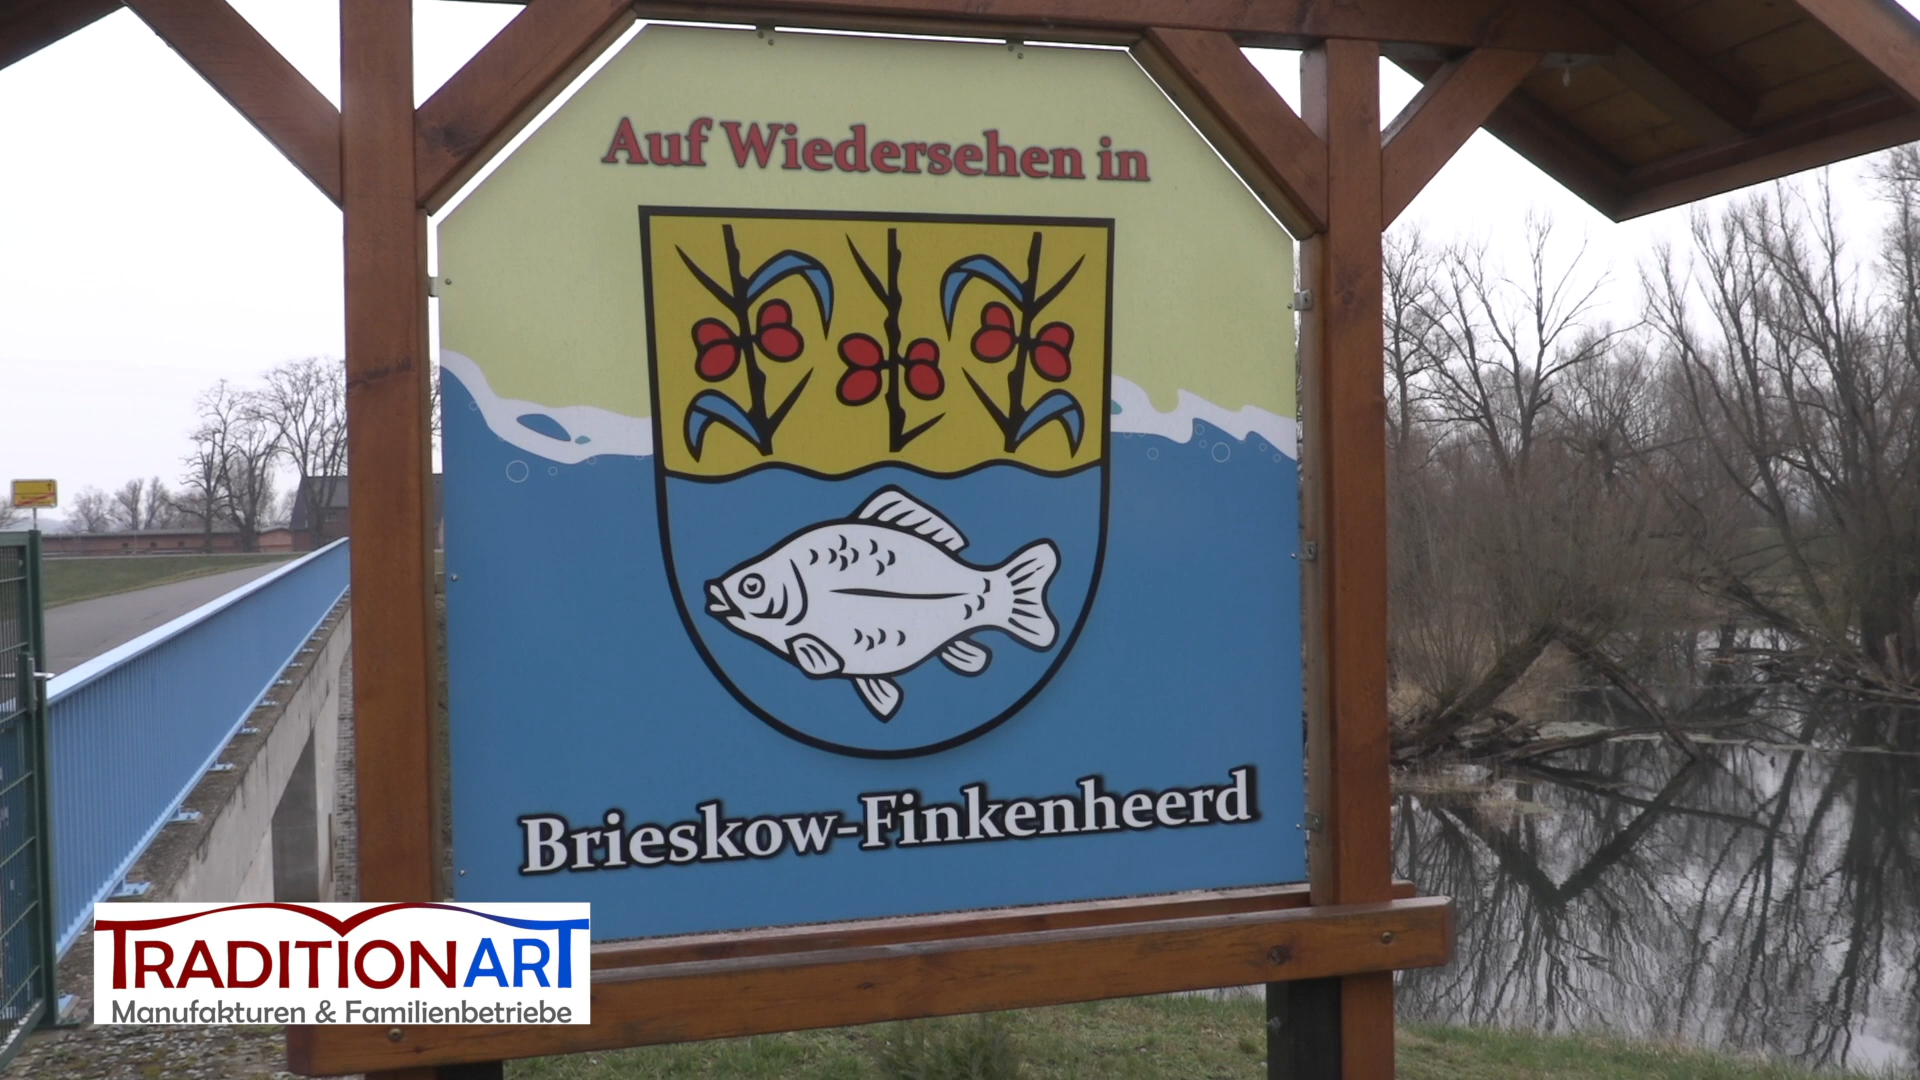 Auf Wiedersehen in
Brieskow-Finkenheerd
TRADITIONART
Manufakturen & Familienbetriebe